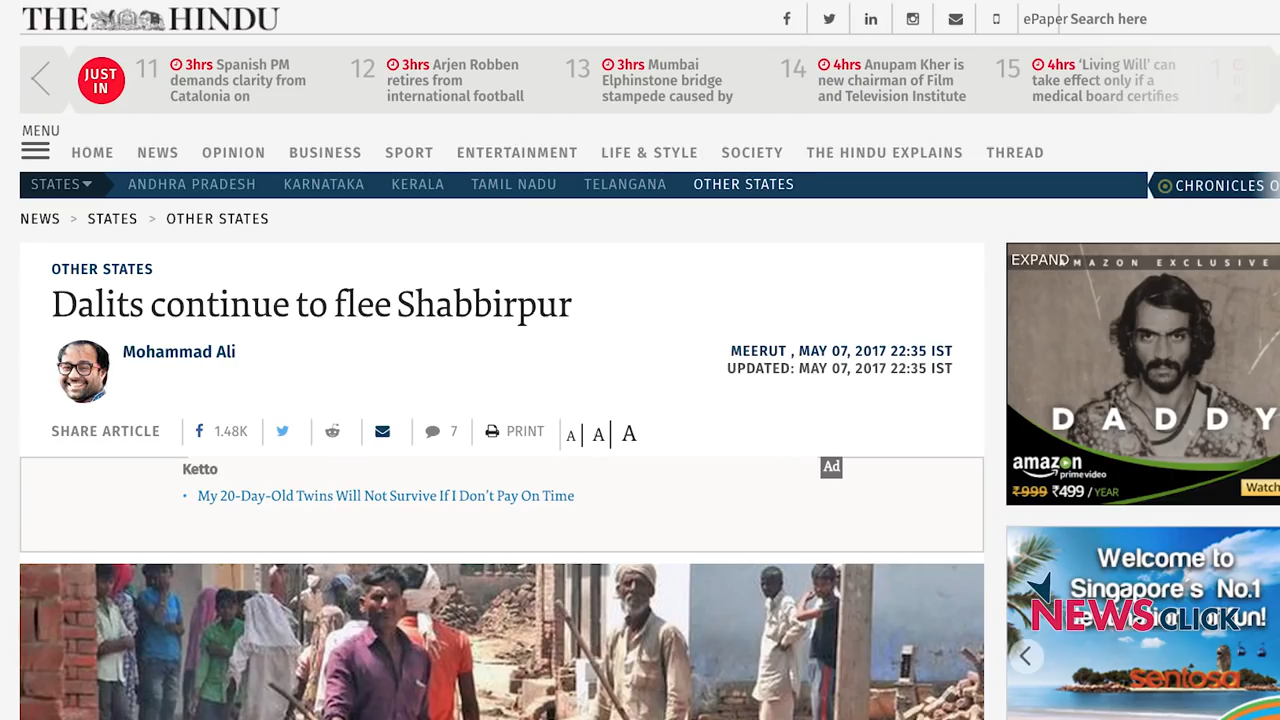 THE HINDU
ePaper Search here
JUST IN
11 3hrs Spanish PM demands clarity from Catalonia on
12 3hrs Arjen Robben retires from international football
13 3hrs Mumbai Elphinstone bridge stampede caused by
14 4hrs Anupam Kher is new chairman of Film and Television Institute
15 4hrs ‘Living Will’ can take effect only if a medical board certifies
1
MENU
HOME NEWS OPINION BUSINESS SPORT ENTERTAINMENT LIFE & STYLE SOCIETY THE HINDU EXPLAINS THREAD
STATES ANDHRA PRADESH KARNATAKA KERALA TAMIL NADU TELANGANA OTHER STATES
CHRONICLES O
NEWS > STATES > OTHER STATES
OTHER STATES
Dalits continue to flee Shabbirpur
Mohammad Ali
MEERUT , MAY 07, 2017 22:35 IST
UPDATED: MAY 07, 2017 22:35 IST
SHARE ARTICLE 1.48K 7 PRINT A A A
Ketto
Ad
• My 20-Day-Old Twins Will Not Survive If I Don't Pay On Time
EXPAND
AMAZON EXCLUSIVE
DADDY
amazon
prime video
₹999 ₹499 / YEAR
Watch
Welcome to
Singapore's No.1
un!
NEWSCLICK
sentosa